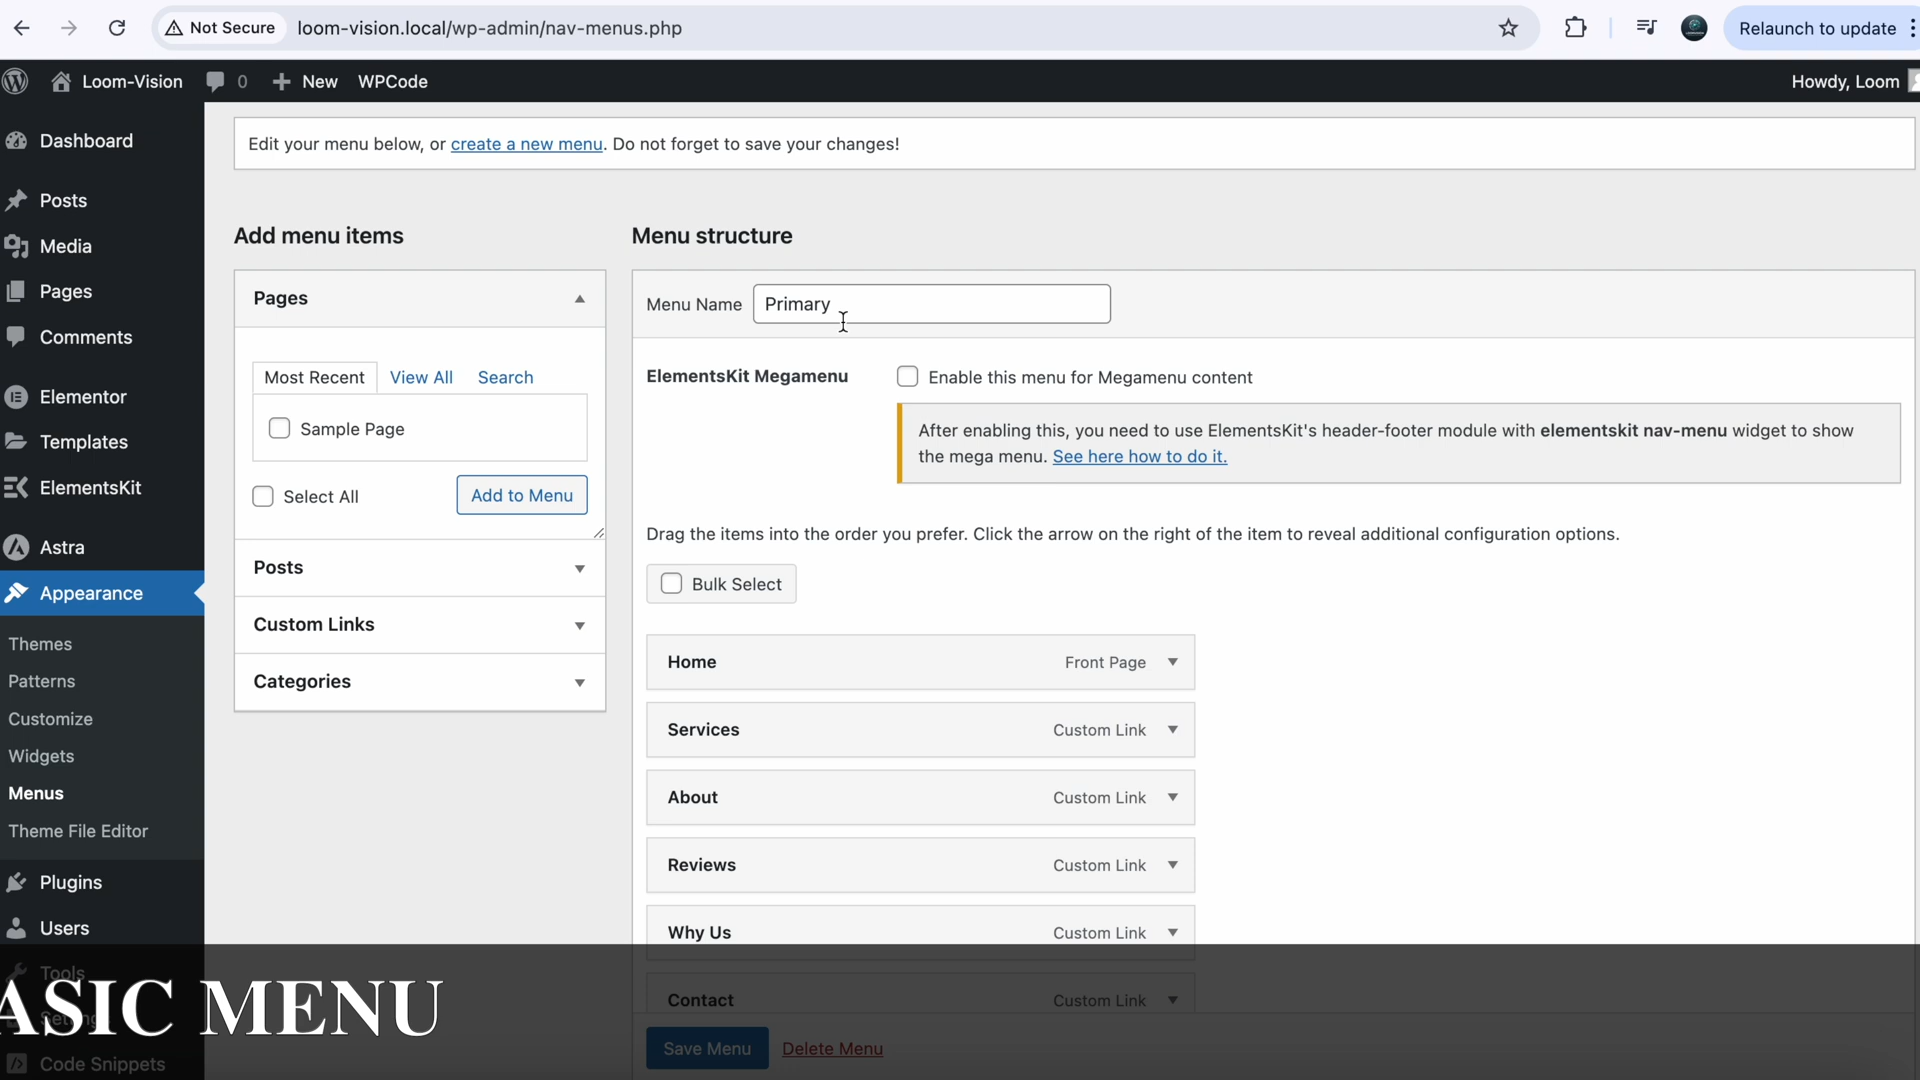 Not Secure
loom-vision.local/wp-admin/nav-menus.php
Relaunch to update
Loom-Vision
0
New
WPCode
Howdy, Loom
Dashboard
Posts
Media
Pages
Comments
Elementor
Templates
ElementsKit
Astra
Appearance
Themes
Patterns
Customize
Widgets
Menus
Theme File Editor
Plugins
Users
Tools
Settings
Code Snippets
Edit your menu below, or create a new menu. Do not forget to save your changes!
Add menu items
Pages
Most Recent View All Search
Sample Page
Select All
Add to Menu
Posts
Custom Links
Categories
Menu structure
Menu Name Primary
ElementsKit Megamenu
Enable this menu for Megamenu content
After enabling this, you need to use ElementsKit's header-footer module with elementskit nav-menu widget to show
the mega menu. See here how to do it.
Drag the items into the order you prefer. Click the arrow on the right of the item to reveal additional configuration options.
Bulk Select
Home Front Page
Services Custom Link
About Custom Link
Reviews Custom Link
Why Us Custom Link
Contact Custom Link
Save Menu Delete Menu
ASIC MENU